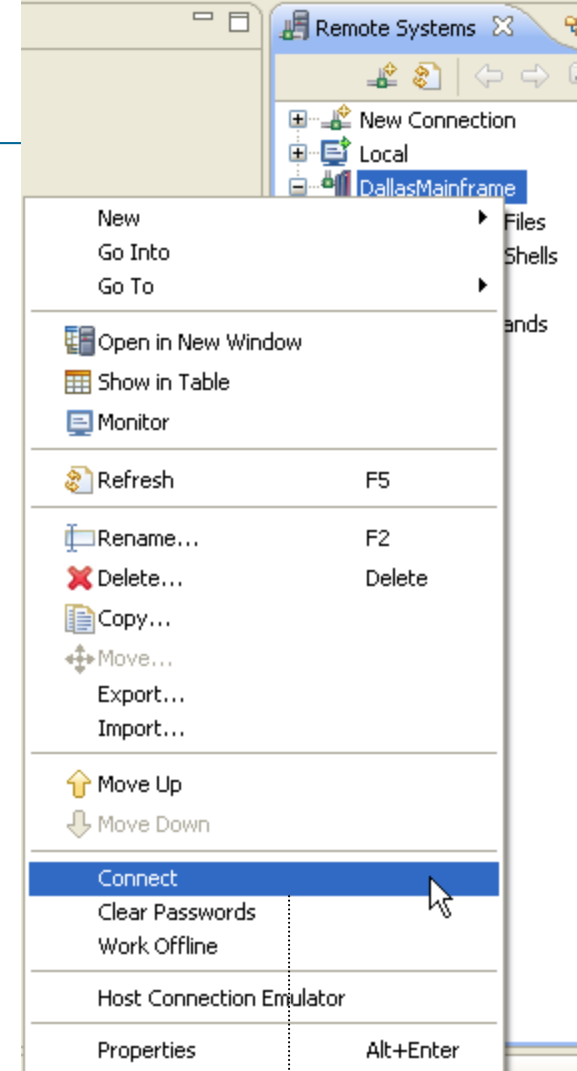 Remote Systems
New Connection
Local
DallasMainframe
New
Files
Go Into
Shells
Go To
ands
Open in New Window
Show in Table
Monitor
Refresh F5
Rename... F2
Delete... Delete
Copy...
Move...
Export...
Import...
Move Up
Move Down
Connect
Clear Passwords
Work Offline
Host Connection Emulator
Properties Alt+Enter